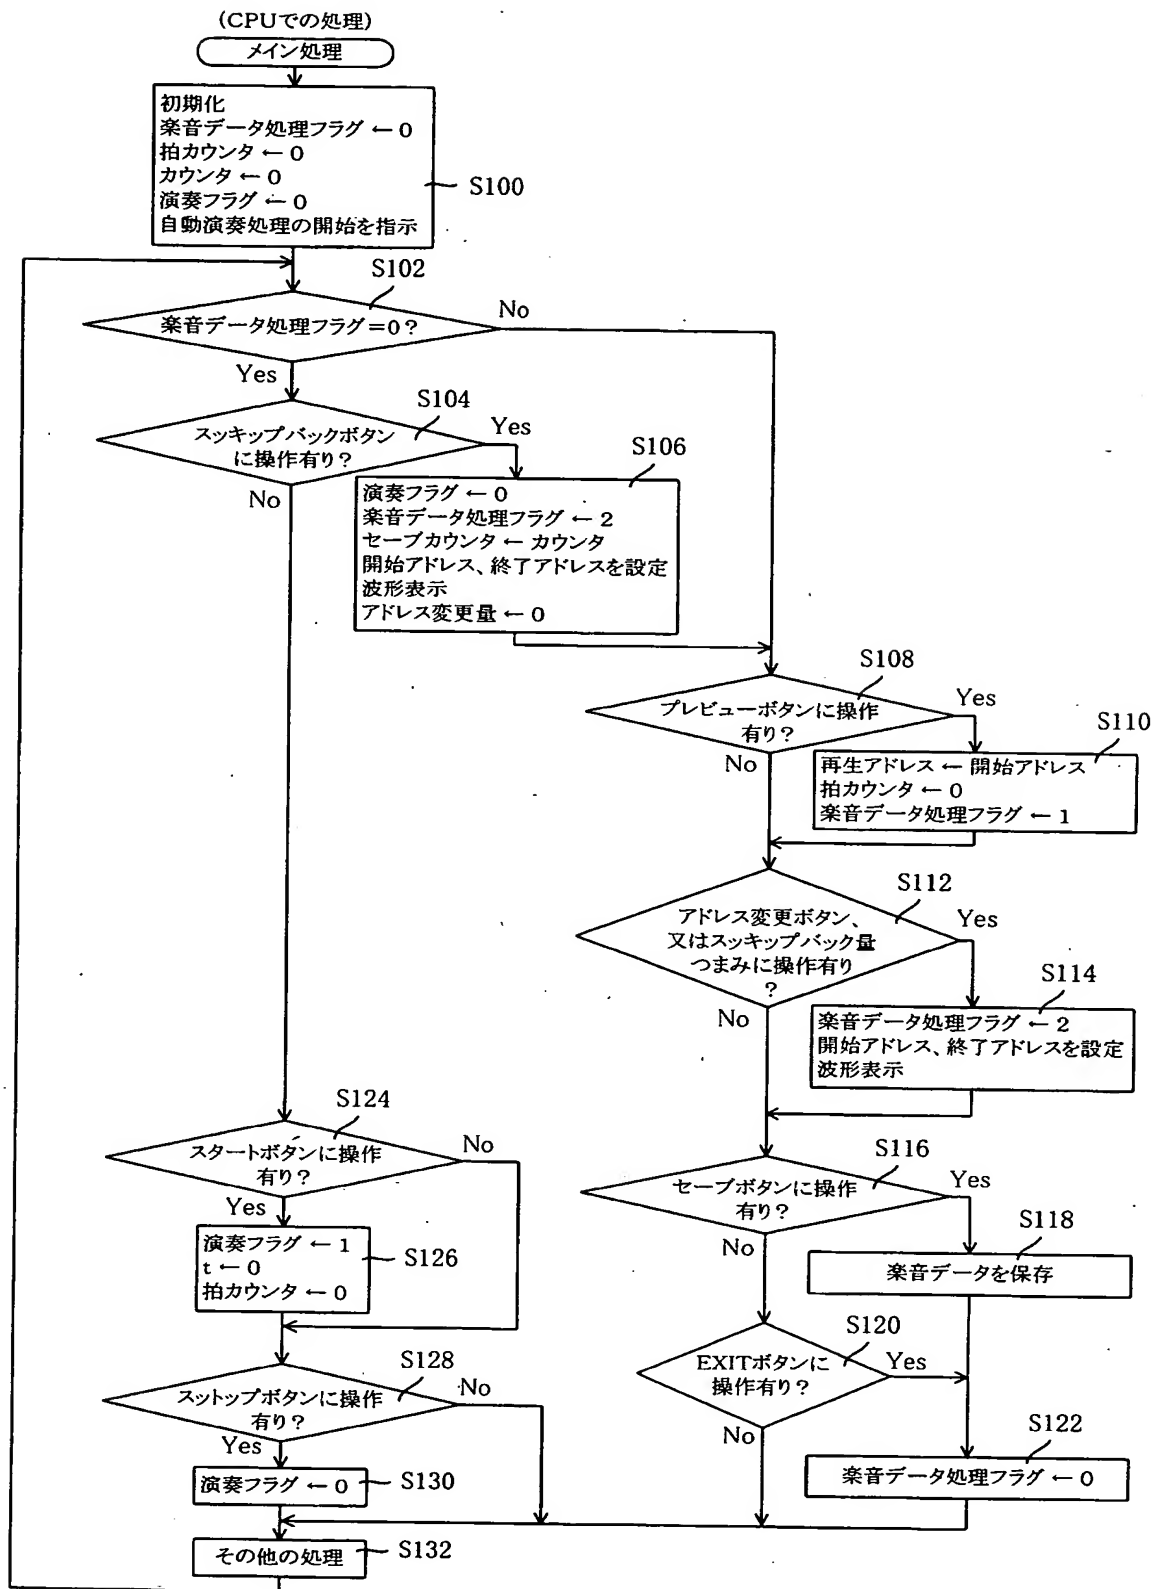 (CPUでの処理)
メイン処理
初期化
楽音データ処理フラグ ← 0
拍カウンタ ← 0
カウンタ ← 0
演奏フラグ ← 0
自動演奏処理の開始を指示
S100
S102
楽音データ処理フラグ=0?
No
Yes
S104
スッキップバックボタン
に操作有り?
Yes
No
S106
演奏フラグ ← 0
楽音データ処理フラグ ← 2
セーブカウンタ ← カウンタ
開始アドレス、終了アドレスを設定
波形表示
アドレス変更量 ← 0
S108
プレビューボタンに操作
有り?
Yes
No
S110
再生アドレス ← 開始アドレス
拍カウンタ ← 0
楽音データ処理フラグ ← 1
S112
アドレス変更ボタン、
又はスッキップバック量
つまみに操作有り
?
Yes
No
S114
楽音データ処理フラグ ← 2
開始アドレス、終了アドレスを設定
波形表示
S116
セーブボタンに操作
有り?
Yes
No
S118
楽音データを保存
S120
EXITボタンに
操作有り?
Yes
No
S122
楽音データ処理フラグ ← 0
S124
スタートボタンに操作
有り?
No
Yes
演奏フラグ ← 1
t ← 0
拍カウンタ ← 0
S126
S128
スットップボタンに操作
有り?
No
Yes
演奏フラグ ← 0
S130
その他の処理
S132